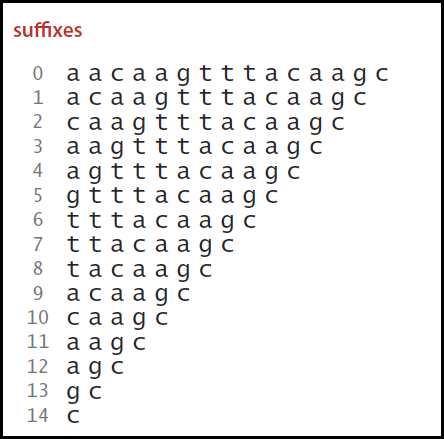 suffixes
0 a a c a a g t t t a c a a g c
1 a c a a g t t t a c a a g c
2 c a a g t t t a c a a g c
3 a a g t t t a c a a g c
4 a g t t t a c a a g c
5 g t t t a c a a g c
6 t t t a c a a g c
7 t t a c a a g c
8 t a c a a g c
9 a c a a g c
10 c a a g c
11 a a g c
12 a g c
13 g c
14 c